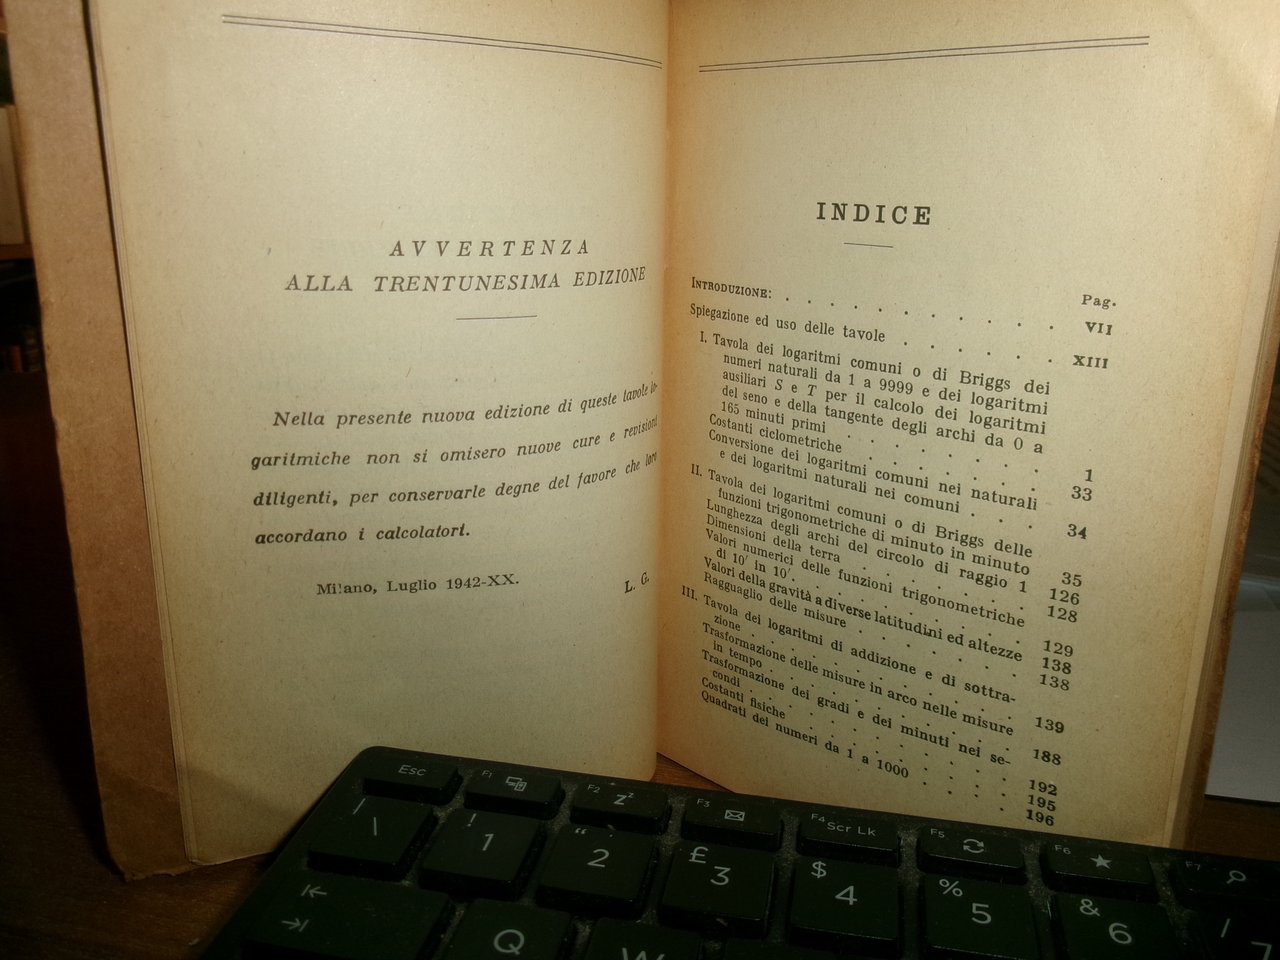 AVVERTENZA
ALLA TRENTUNESIMA EDIZIONE
Nella presente nuova edizione di queste tavole lo-
garitmiche non si omisero nuove cure e revisioni
diligenti, per conservarle degne del favore che loro
accordano i calcolatori.
Milano, Luglio 1942-XX.
L. G.
INDICE
Pag.
INTRODUZIONE: . . . . . . . . . . VII
Spiegazione ed uso delle tavole . . . . . . XIII
I. Tavola dei logaritmi comuni o di Briggs dei
numeri naturali da 1 a 9999 e dei logaritmi
ausiliari S e T per il calcolo dei logaritmi
del seno e della tangente degli archi da 0 a
165 minuti primi . . . . . . . 1
Costanti ciclometriche . . . . . . . 33
Conversione dei logaritmi comuni nei naturali
e dei logaritmi naturali nei comuni . . . . 34
II. Tavola dei logaritmi comuni o di Briggs delle
funzioni trigonometriche di minuto in minuto 35
Lunghezza degli archi del circolo di raggio 1 126
Dimensioni della terra . . . . . . . 128
Valori numerici delle funzioni trigonometriche
di 10' in 10'. . . . . . . . . 129
Valori della gravità a diverse latitudini ed altezze 138
Ragguaglio delle misure . . . . . . 138
III. Tavola dei logaritmi di addizione e di sottra-
zione . . . . . . . . . . 139
Trasformazione delle misure in arco nelle misure
in tempo . . . . . . . . . 188
Trasformazione dei gradi e dei minuti nei se-
condi . . . . . . . . . . 192
Costanti fisiche . . . . . . . . 195
Quadrati dei numeri da 1 a 1000 . . . . 196
Esc F1 F2 F3 F4 Scr Lk F5 F6 F7
z z z
! " £ $ % &
\ 1 2 3 4 5 6 / 7
Q W